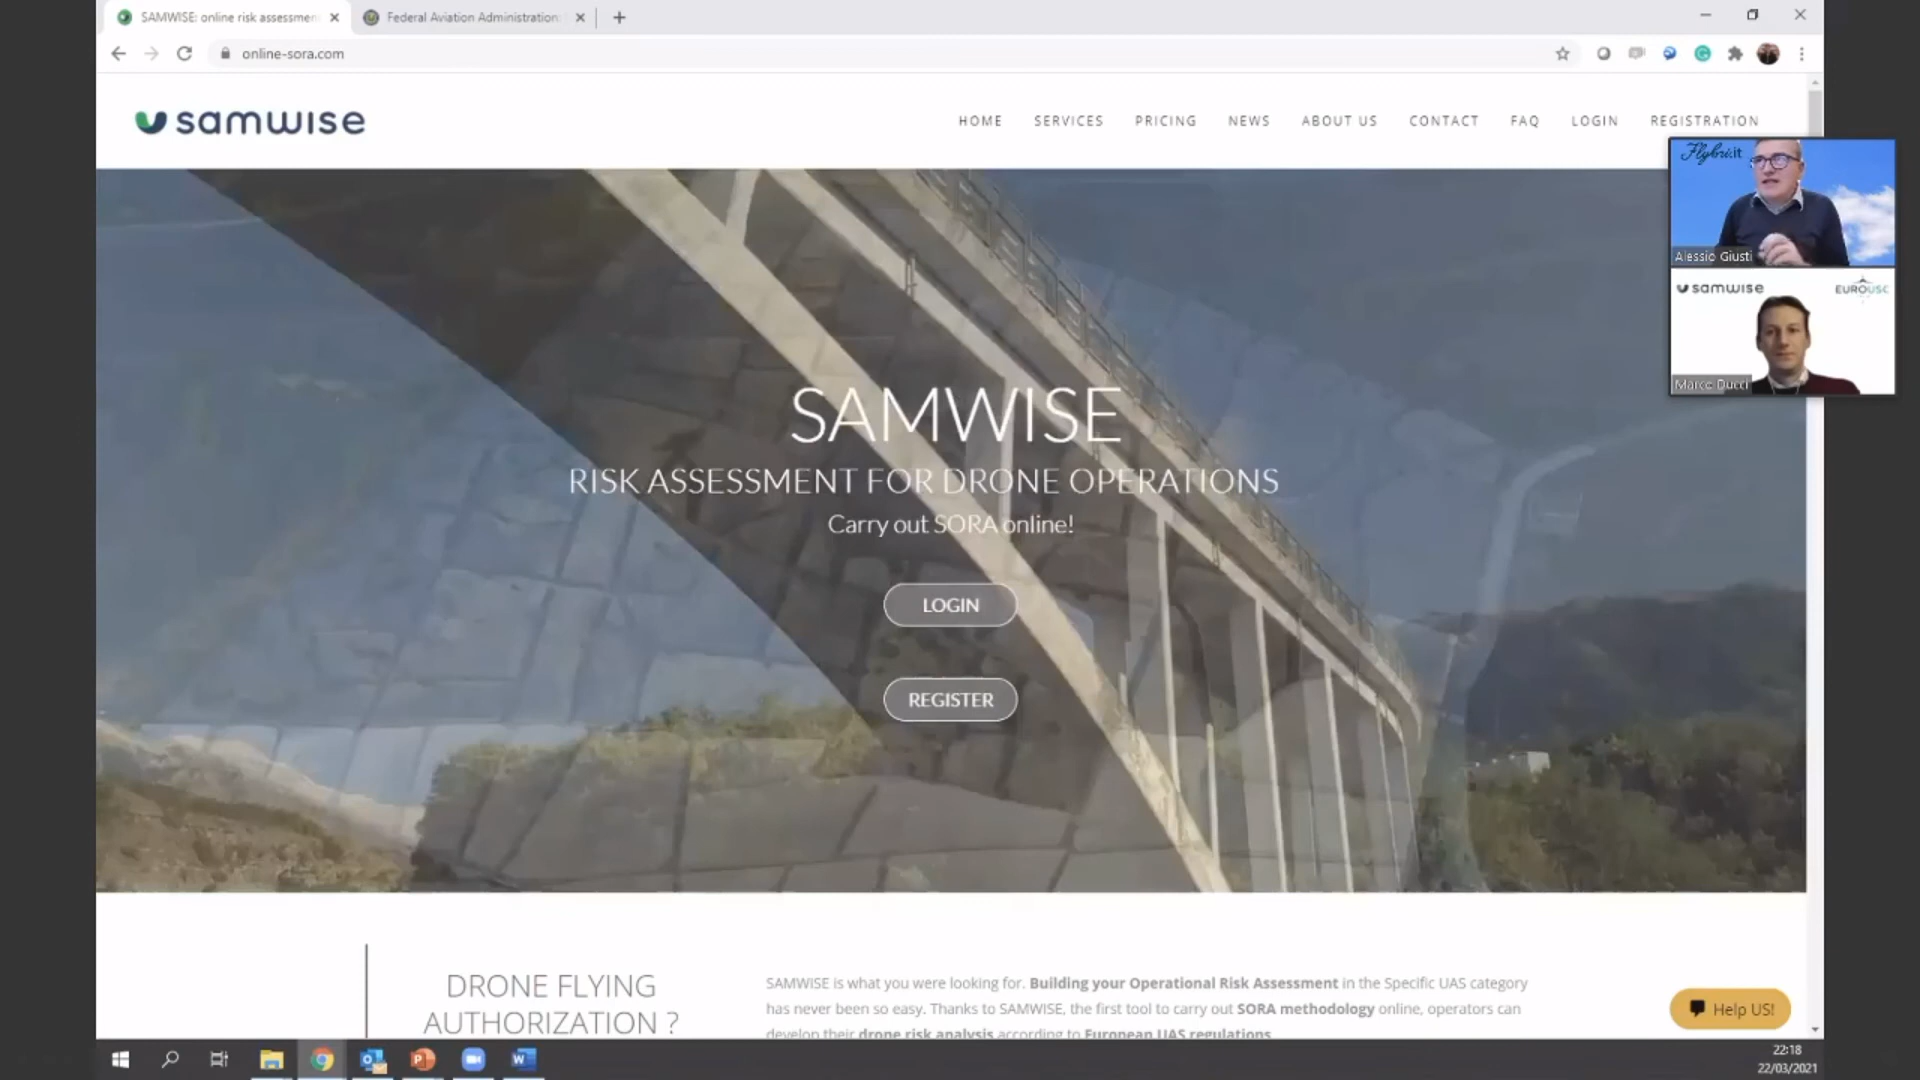 SAMWISE: online risk assessmen
Federal Aviation Administration:
online-sora.com
samwise
HOME
SERVICES
PRICING
NEWS
ABOUT US
CONTACT
FAQ
LOGIN
REGISTRATION
Flybri.it
Alessio Giusti
samwise
EUROUSC
Marco Ducci
SAMWISE
RISK ASSESSMENT FOR DRONE OPERATIONS
Carry out SORA online!
LOGIN
REGISTER
DRONE FLYING
AUTHORIZATION ?
SAMWISE is what you were looking for. Building your Operational Risk Assessment in the Specific UAS category
has never been so easy. Thanks to SAMWISE, the first tool to carry out SORA methodology online, operators can
develop their drone risk analysis according to European UAS regulations.
Help US!
22:18
22/03/2021